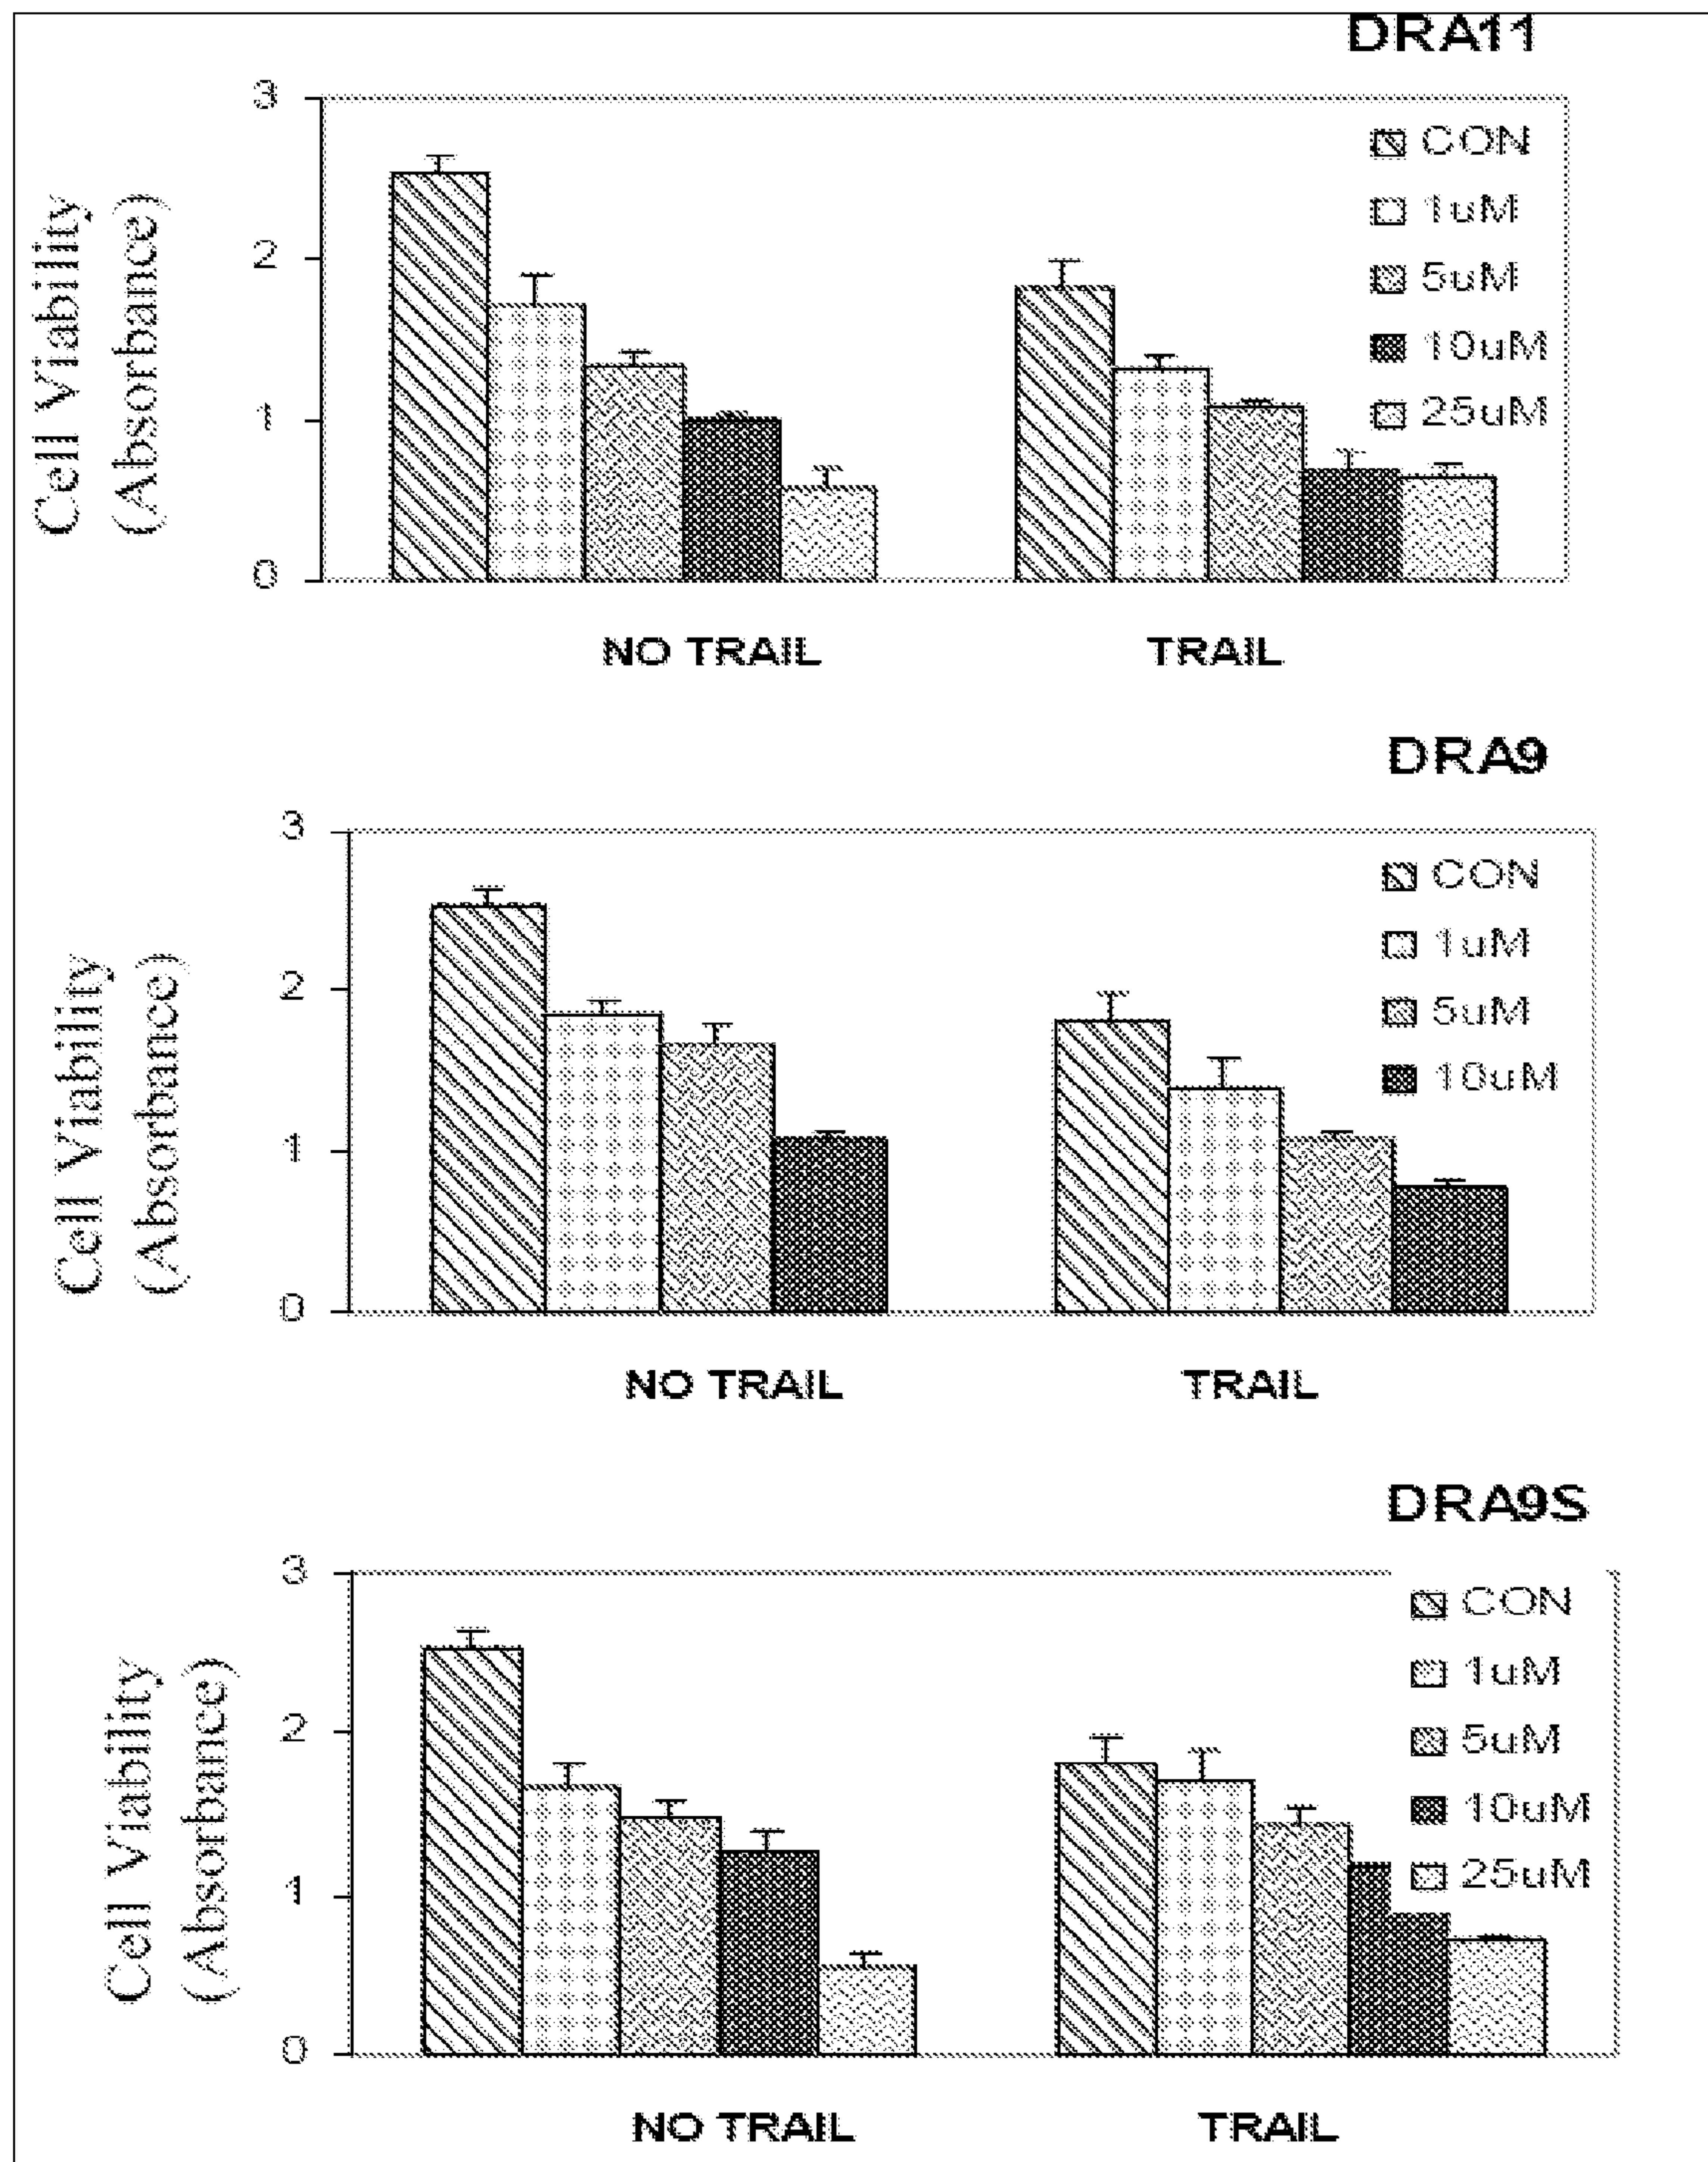 DRA11
3
2
1
0
Cell Viability
(Absorbance)
CON
1uM
5uM
10uM
25uM
NO TRAIL TRAIL
DRA9
3
2
1
0
Cell Viability
(Absorbance)
CON
1uM
5uM
10uM
NO TRAIL TRAIL
DRA9S
3
2
1
0
Cell Viability
(Absorbance)
CON
1uM
5uM
10uM
25uM
NO TRAIL TRAIL